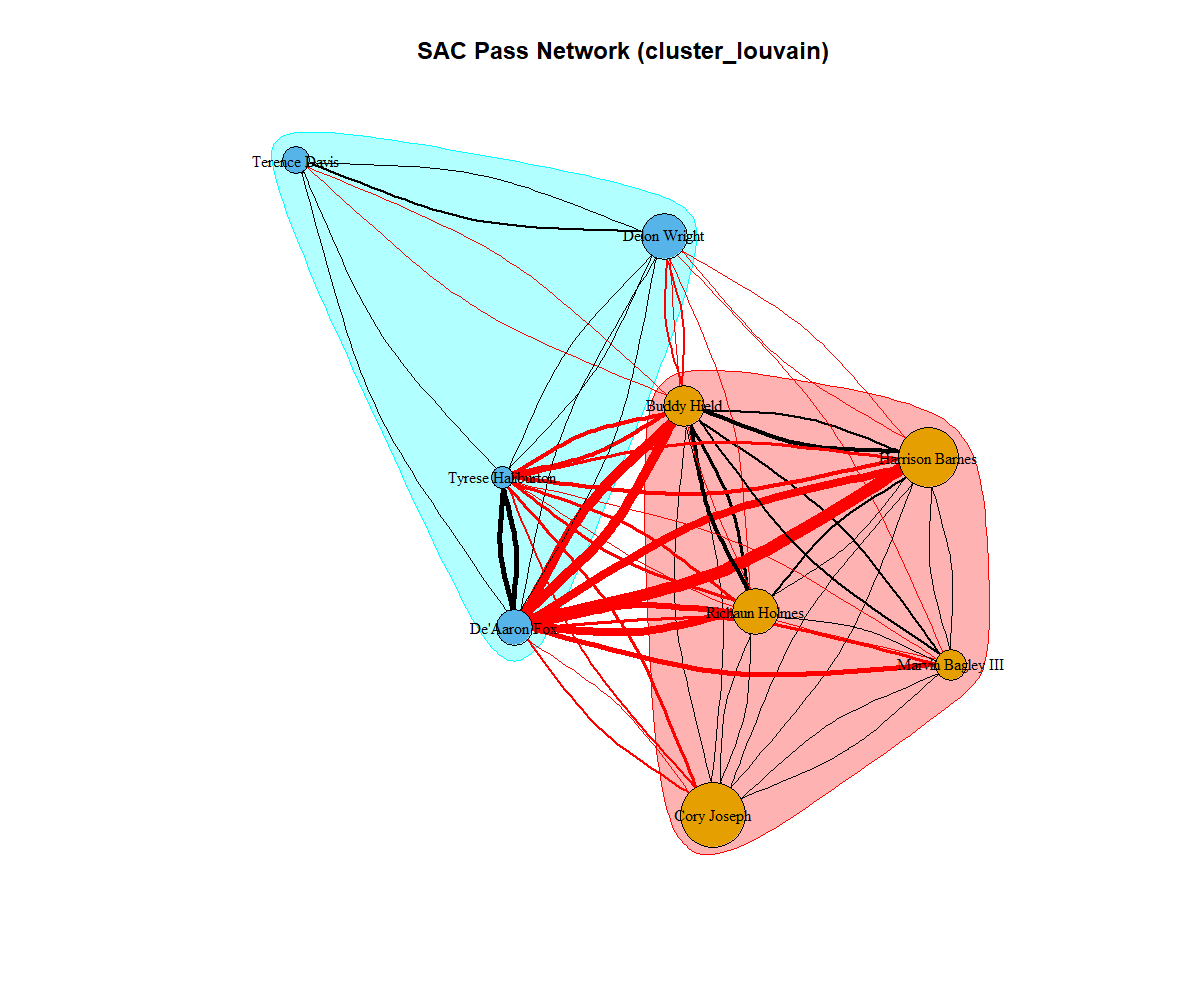 SAC Pass Network (cluster_louvain)
Terence Davis
Delon Wright
Buddy Hield
Harrison Barnes
Tyrese Haliburton
Richaun Holmes
De'Aaron Fox
Marvin Bagley III
Cory Joseph